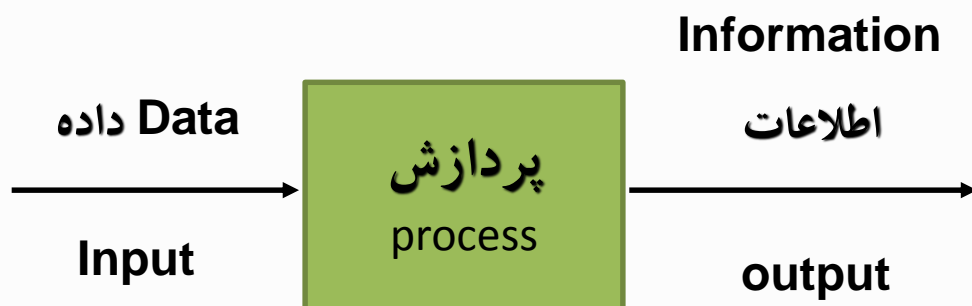 داده Data
Input
پردازش
process
Information
اطلاعات
output